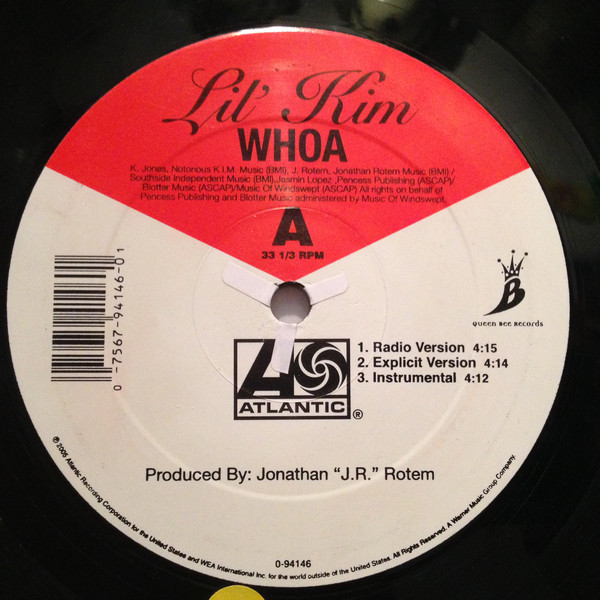 Lil' Kim
WHOA
K. Jones, Notorious K.I.M. Music (BMI), J. Rotem, Jonathan Rotem Music (BMI) /
Southside Independent Music (BMI), Jasmin Lopez ,Pencess Publishing (ASCAP)/
Blotter Music (ASCAP)/Music Of Windswept (ASCAP) All rights on behalf of
Pencess Publishing and Blotter Music administered by Music Of Windswept.
A
33 1/3 RPM
0 -7567-94146-0 1
B
Queen Bee Records
1. Radio Version 4:15
2. Explicit Version 4:14
3. Instrumental 4:12
ATLANTIC ®
Produced By: Jonathan "J.R." Rotem
0-94146
℗ 2005 Atlantic Recording Corporation for the United States and WEA International Inc. for the world outside of the United States. All Rights Reserved. A Warner Music Group Company.